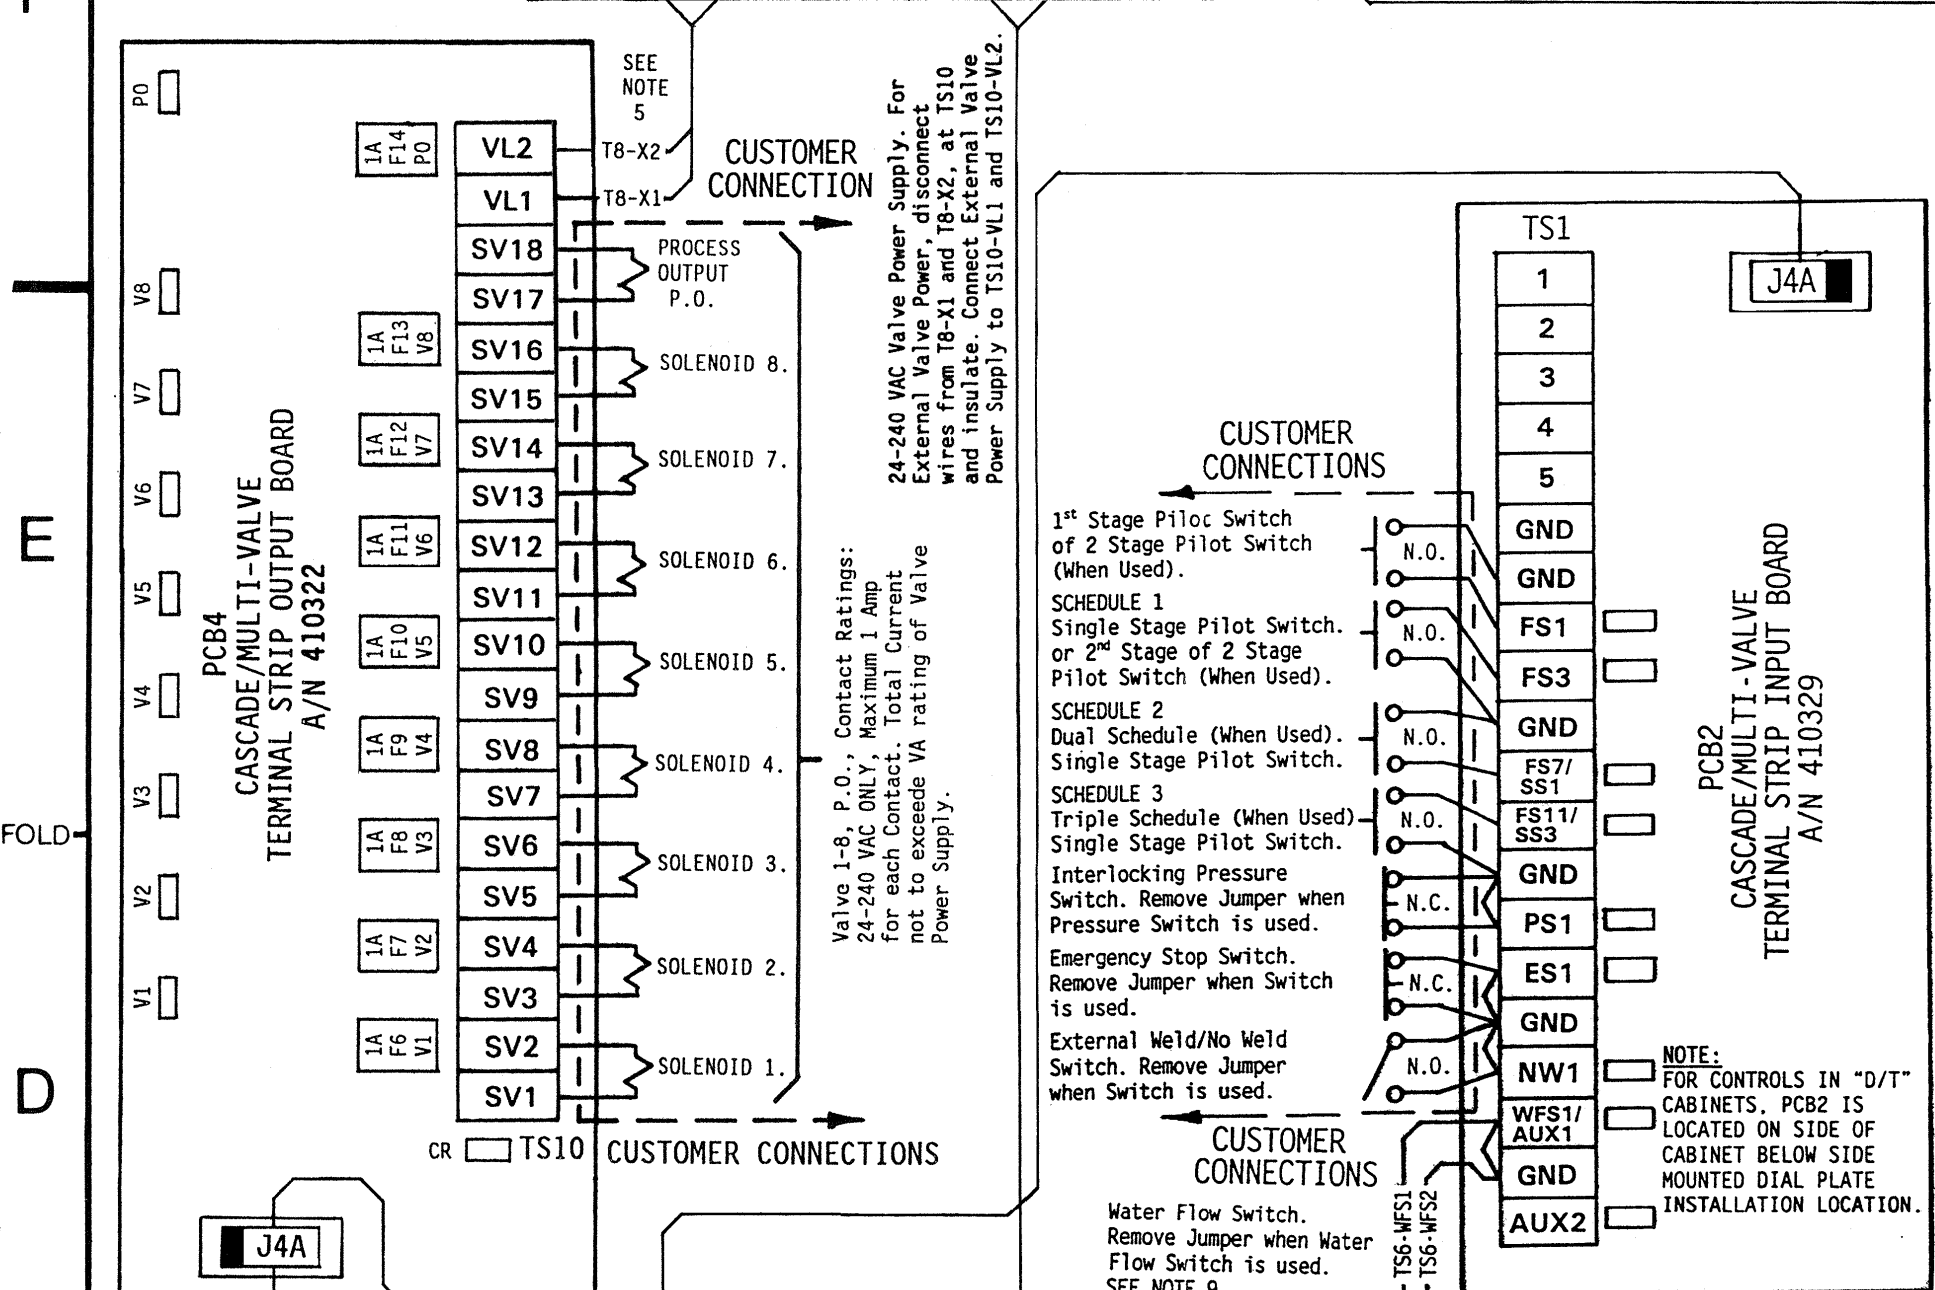 E
D
FOLD
P0
V8
V7
V6
V5
V4
V3
V2
V1
PCB4
CASCADE/MULTI-VALVE
TERMINAL STRIP OUTPUT BOARD
A/N 410322
1A
F14
P0
1A
F13
V8
1A
F12
V7
1A
F11
V6
1A
F10
V5
1A
F9
V4
1A
F8
V3
1A
F7
V2
1A
F6
V1
VL2
VL1
SV18
SV17
SV16
SV15
SV14
SV13
SV12
SV11
SV10
SV9
SV8
SV7
SV6
SV5
SV4
SV3
SV2
SV1
CR
TS10
J4A
SEE
NOTE
5
T8-X2
T8-X1
CUSTOMER
CONNECTION
PROCESS
OUTPUT
P.O.
SOLENOID 8.
SOLENOID 7.
SOLENOID 6.
SOLENOID 5.
SOLENOID 4.
SOLENOID 3.
SOLENOID 2.
SOLENOID 1.
CUSTOMER CONNECTIONS
24-240 VAC Valve Power Supply. For
External Valve Power, disconnect
wires from T8-X1 and T8-X2, at TS10
and insulate. Connect External Valve
Power Supply to TS10-VL1 and TS10-VL2.
Valve 1-8, P.O., Contact Ratings:
24-240 VAC ONLY, Maximum 1 Amp
for each Contact. Total Current
not to exceede VA rating of Valve
Power Supply.
CUSTOMER
CONNECTIONS
1st Stage Piloc Switch
of 2 Stage Pilot Switch
(When Used).
N.O.
SCHEDULE 1
Single Stage Pilot Switch.
or 2nd Stage of 2 Stage
Pilot Switch (When Used).
N.O.
SCHEDULE 2
Dual Schedule (When Used).
Single Stage Pilot Switch.
N.O.
SCHEDULE 3
Triple Schedule (When Used)
Single Stage Pilot Switch.
N.O.
Interlocking Pressure
Switch. Remove Jumper when
Pressure Switch is used.
N.C.
Emergency Stop Switch.
Remove Jumper when Switch
is used.
N.C.
External Weld/No Weld
Switch. Remove Jumper
when Switch is used.
N.O.
CUSTOMER
CONNECTIONS
Water Flow Switch.
Remove Jumper when Water
Flow Switch is used.
SEE NOTE 9
TS6-WFS1
TS6-WFS2
TS1
1
2
3
4
5
GND
GND
FS1
FS3
GND
FS7/
SS1
FS11/
SS3
GND
PS1
ES1
GND
NW1
WFS1/
AUX1
GND
AUX2
J4A
PCB2
CASCADE/MULTI-VALVE
TERMINAL STRIP INPUT BOARD
A/N 410329
NOTE:
FOR CONTROLS IN "D/T"
CABINETS, PCB2 IS
LOCATED ON SIDE OF
CABINET BELOW SIDE
MOUNTED DIAL PLATE
INSTALLATION LOCATION.